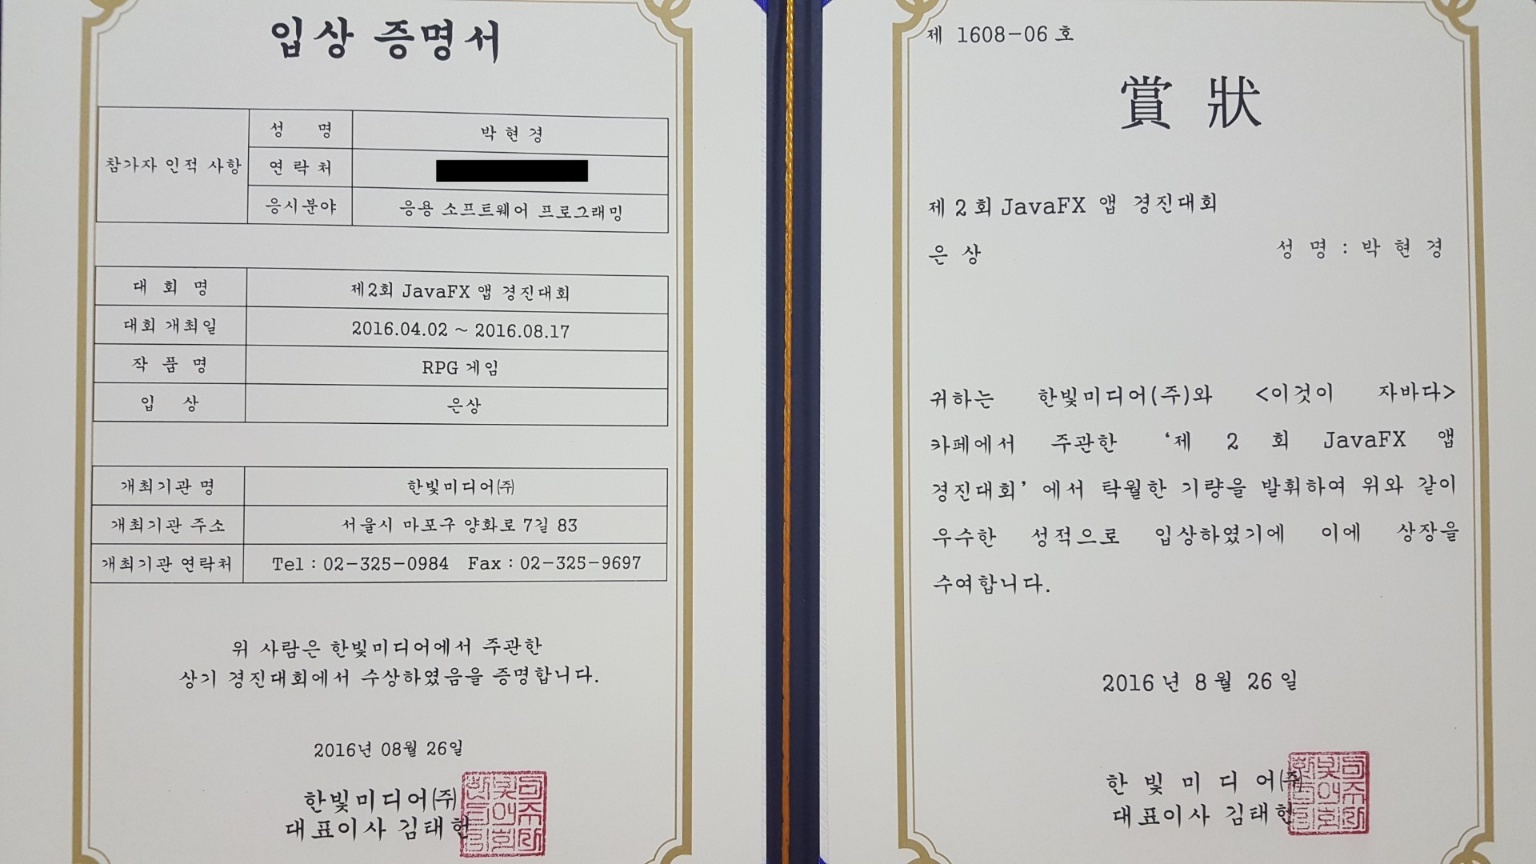 입상 증명서
참가자 인적 사항
성 명 박 현 경
연 락 처
응시분야 응용 소프트웨어 프로그래밍
대 회 명 제2회 JavaFX 앱 경진대회
대회 개최일 2016.04.02 ~ 2016.08.17
작 품 명 RPG 게임
입 상 은상
개최기관 명 한빛미디어㈜
개최기관 주소 서울시 마포구 양화로 7길 83
개최기관 연락처 Tel : 02-325-0984 Fax : 02-325-9697
위 사람은 한빛미디어에서 주관한
상기 경진대회에서 수상하였음을 증명합니다.
2016년 08월 26일
한빛미디어㈜
대표이사 김태헌
제 1608-06 호
賞 狀
제 2 회 JavaFX 앱 경진대회
은 상 성 명 : 박 현 경
귀하는 한빛미디어(주)와 <이것이 자바다>
카페에서 주관한 ‘제 2 회 JavaFX 앱
경진대회’ 에서 탁월한 기량을 발휘하여 위와 같이
우수한 성적으로 입상하였기에 이에 상장을
수여합니다.
2016 년 8 월 26 일
한 빛 미 디 어 ㈜
대표이사 김태헌